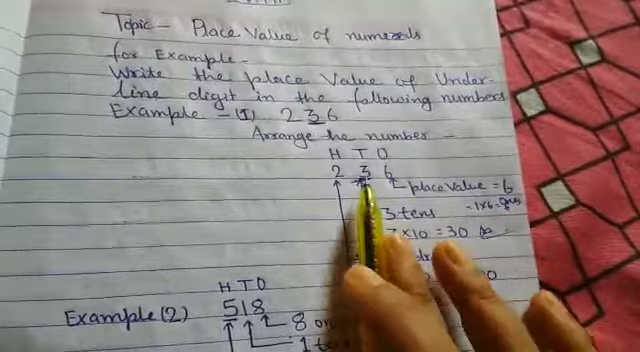 Topic - Place Value of numerals
for Example -
Write the place Value of Under-
line digit in the following numbers
Example - (I) 236
Arrange the number -
H T O
2 3 6
place value = 6
3 tens
× 10 = 30
Example (2)
H T O
518
8
1